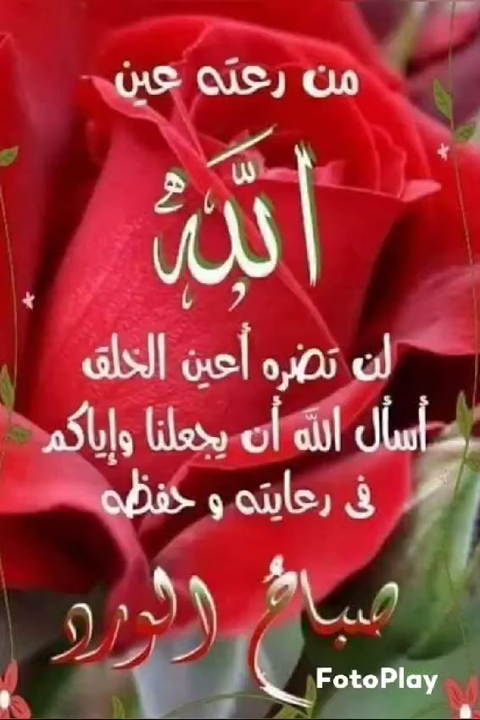 من رعته عين
الله
لن تضره أعين الخلق
أسأل الله أن يجعلنا وإياكم
فى رعايته و حفظه
صباح الورد
FotoPlay